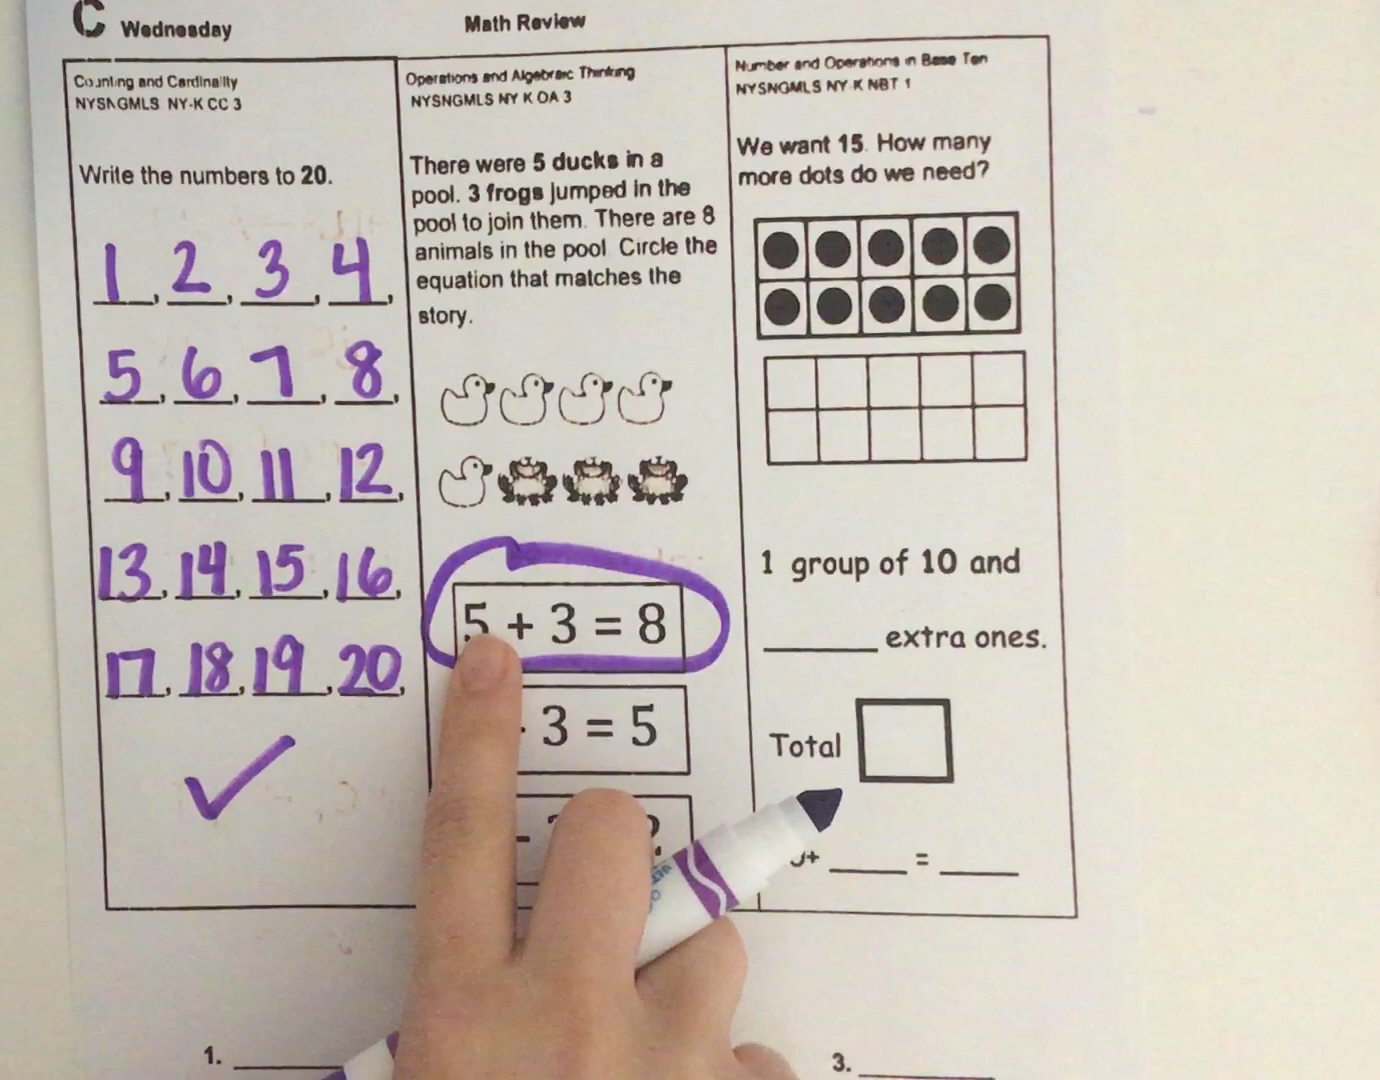 C Wednesday
Math Review
Counting and Cardinality
NYSNGMLS NY-K CC 3
Write the numbers to 20.
1, 2, 3, 4,
5, 6, 7, 8,
9, 10, 11, 12,
13, 14, 15, 16,
17, 18, 19, 20,
Operations and Algebraic Thinking
NYSNGMLS NY K OA 3
There were 5 ducks in a
pool. 3 frogs jumped in the
pool to join them. There are 8
animals in the pool. Circle the
equation that matches the
story.
5 + 3 = 8
3 = 5
Number and Operations in Base Ten
NYSNGMLS NY K NBT 1
We want 15. How many
more dots do we need?
1 group of 10 and
______ extra ones.
Total
+ ____ = ____
1. ____
3. ____